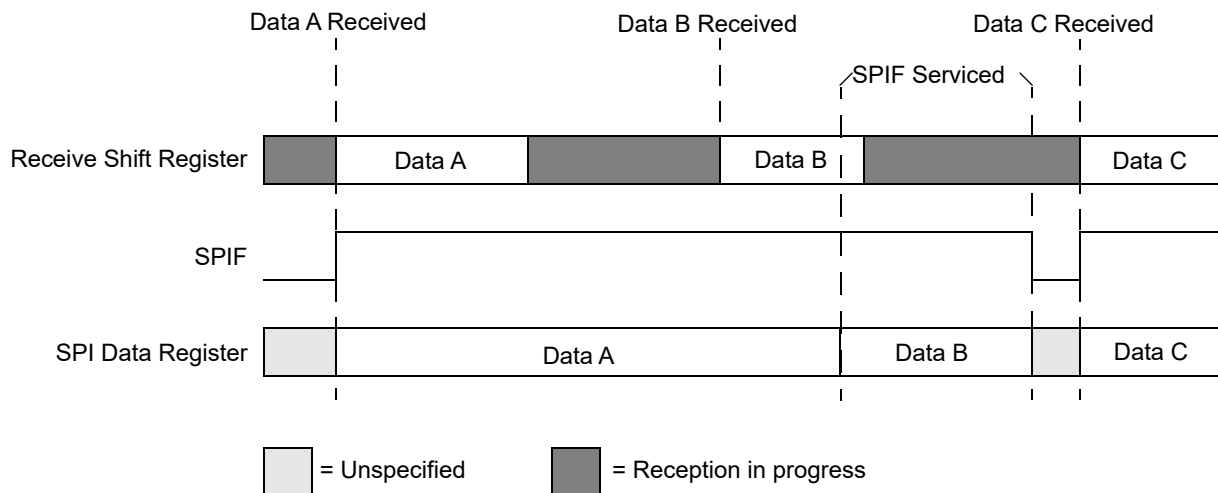 Data A Received
Data B Received
Data C Received
SPIF Serviced
Receive Shift Register
Data A
Data B
Data C
SPIF
SPI Data Register
Data A
Data B
Data C
= Unspecified
= Reception in progress